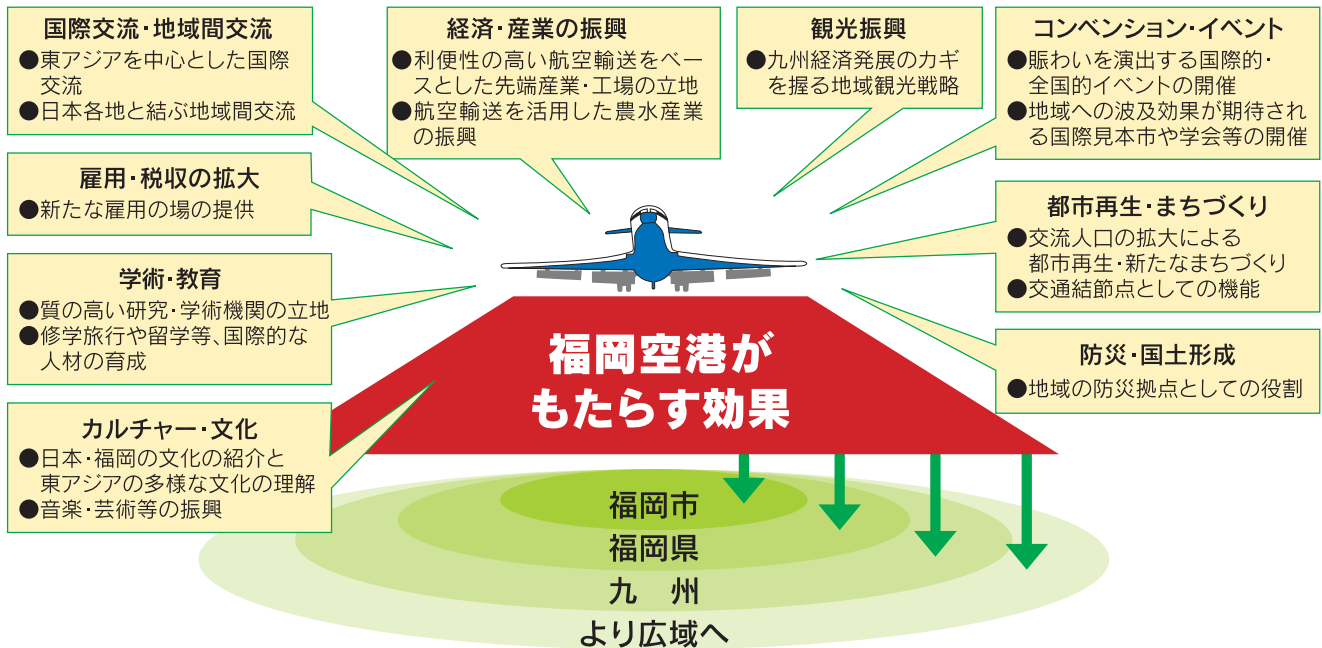 国際交流・地域間交流
●東アジアを中心とした国際
交流
●日本各地と結ぶ地域間交流
経済・産業の振興
●利便性の高い航空輸送をベー
スとした先端産業・工場の立地
●航空輸送を活用した農水産業
の振興
観光振興
●九州経済発展のカギ
を握る地域観光戦略
コンベンション・イベント
●賑わいを演出する国際的・
全国的イベントの開催
●地域への波及効果が期待され
る国際見本市や学会等の開催
雇用・税収の拡大
●新たな雇用の場の提供
都市再生・まちづくり
●交流人口の拡大による
都市再生・新たなまちづくり
●交通結節点としての機能
学術・教育
●質の高い研究・学術機関の立地
●修学旅行や留学等、国際的な
人材の育成
防災・国土形成
●地域の防災拠点としての役割
カルチャー・文化
●日本・福岡の文化の紹介と
東アジアの多様な文化の理解
●音楽・芸術等の振興
福岡空港が
もたらす効果
福岡市
福岡県
九　州
より広域へ